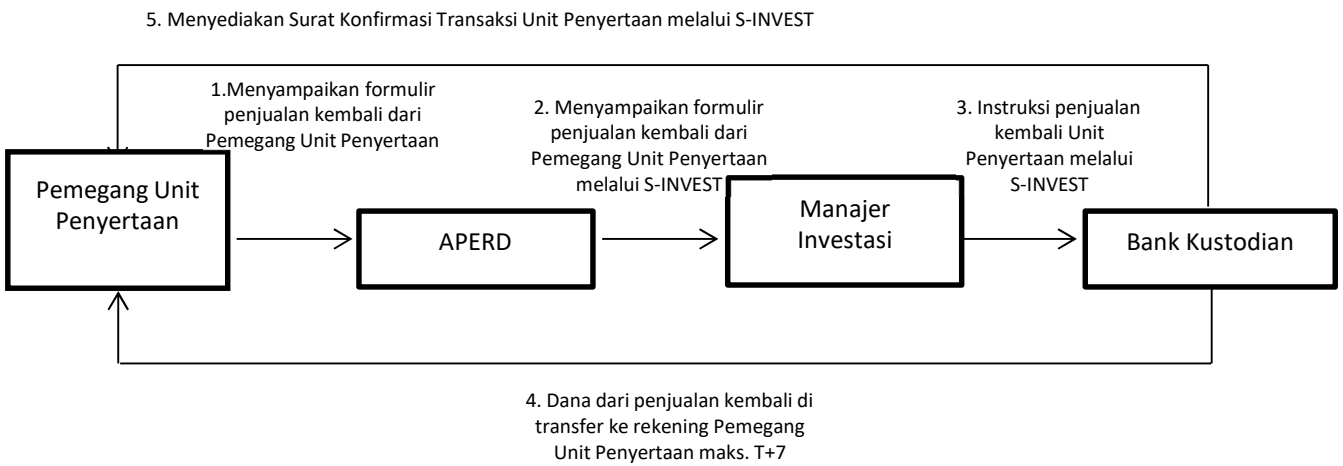 5. Menyediakan Surat Konfirmasi Transaksi Unit Penyertaan melalui S-INVEST
1.Menyampaikan formulir
penjualan kembali dari
Pemegang Unit Penyertaan
2. Menyampaikan formulir
penjualan kembali dari
Pemegang Unit Penyertaan
melalui S-INVEST
3. Instruksi penjualan
kembali Unit
Penyertaan melalui
S-INVEST
Pemegang Unit
Penyertaan
APERD
Manajer
Investasi
Bank Kustodian
4. Dana dari penjualan kembali di
transfer ke rekening Pemegang
Unit Penyertaan maks. T+7